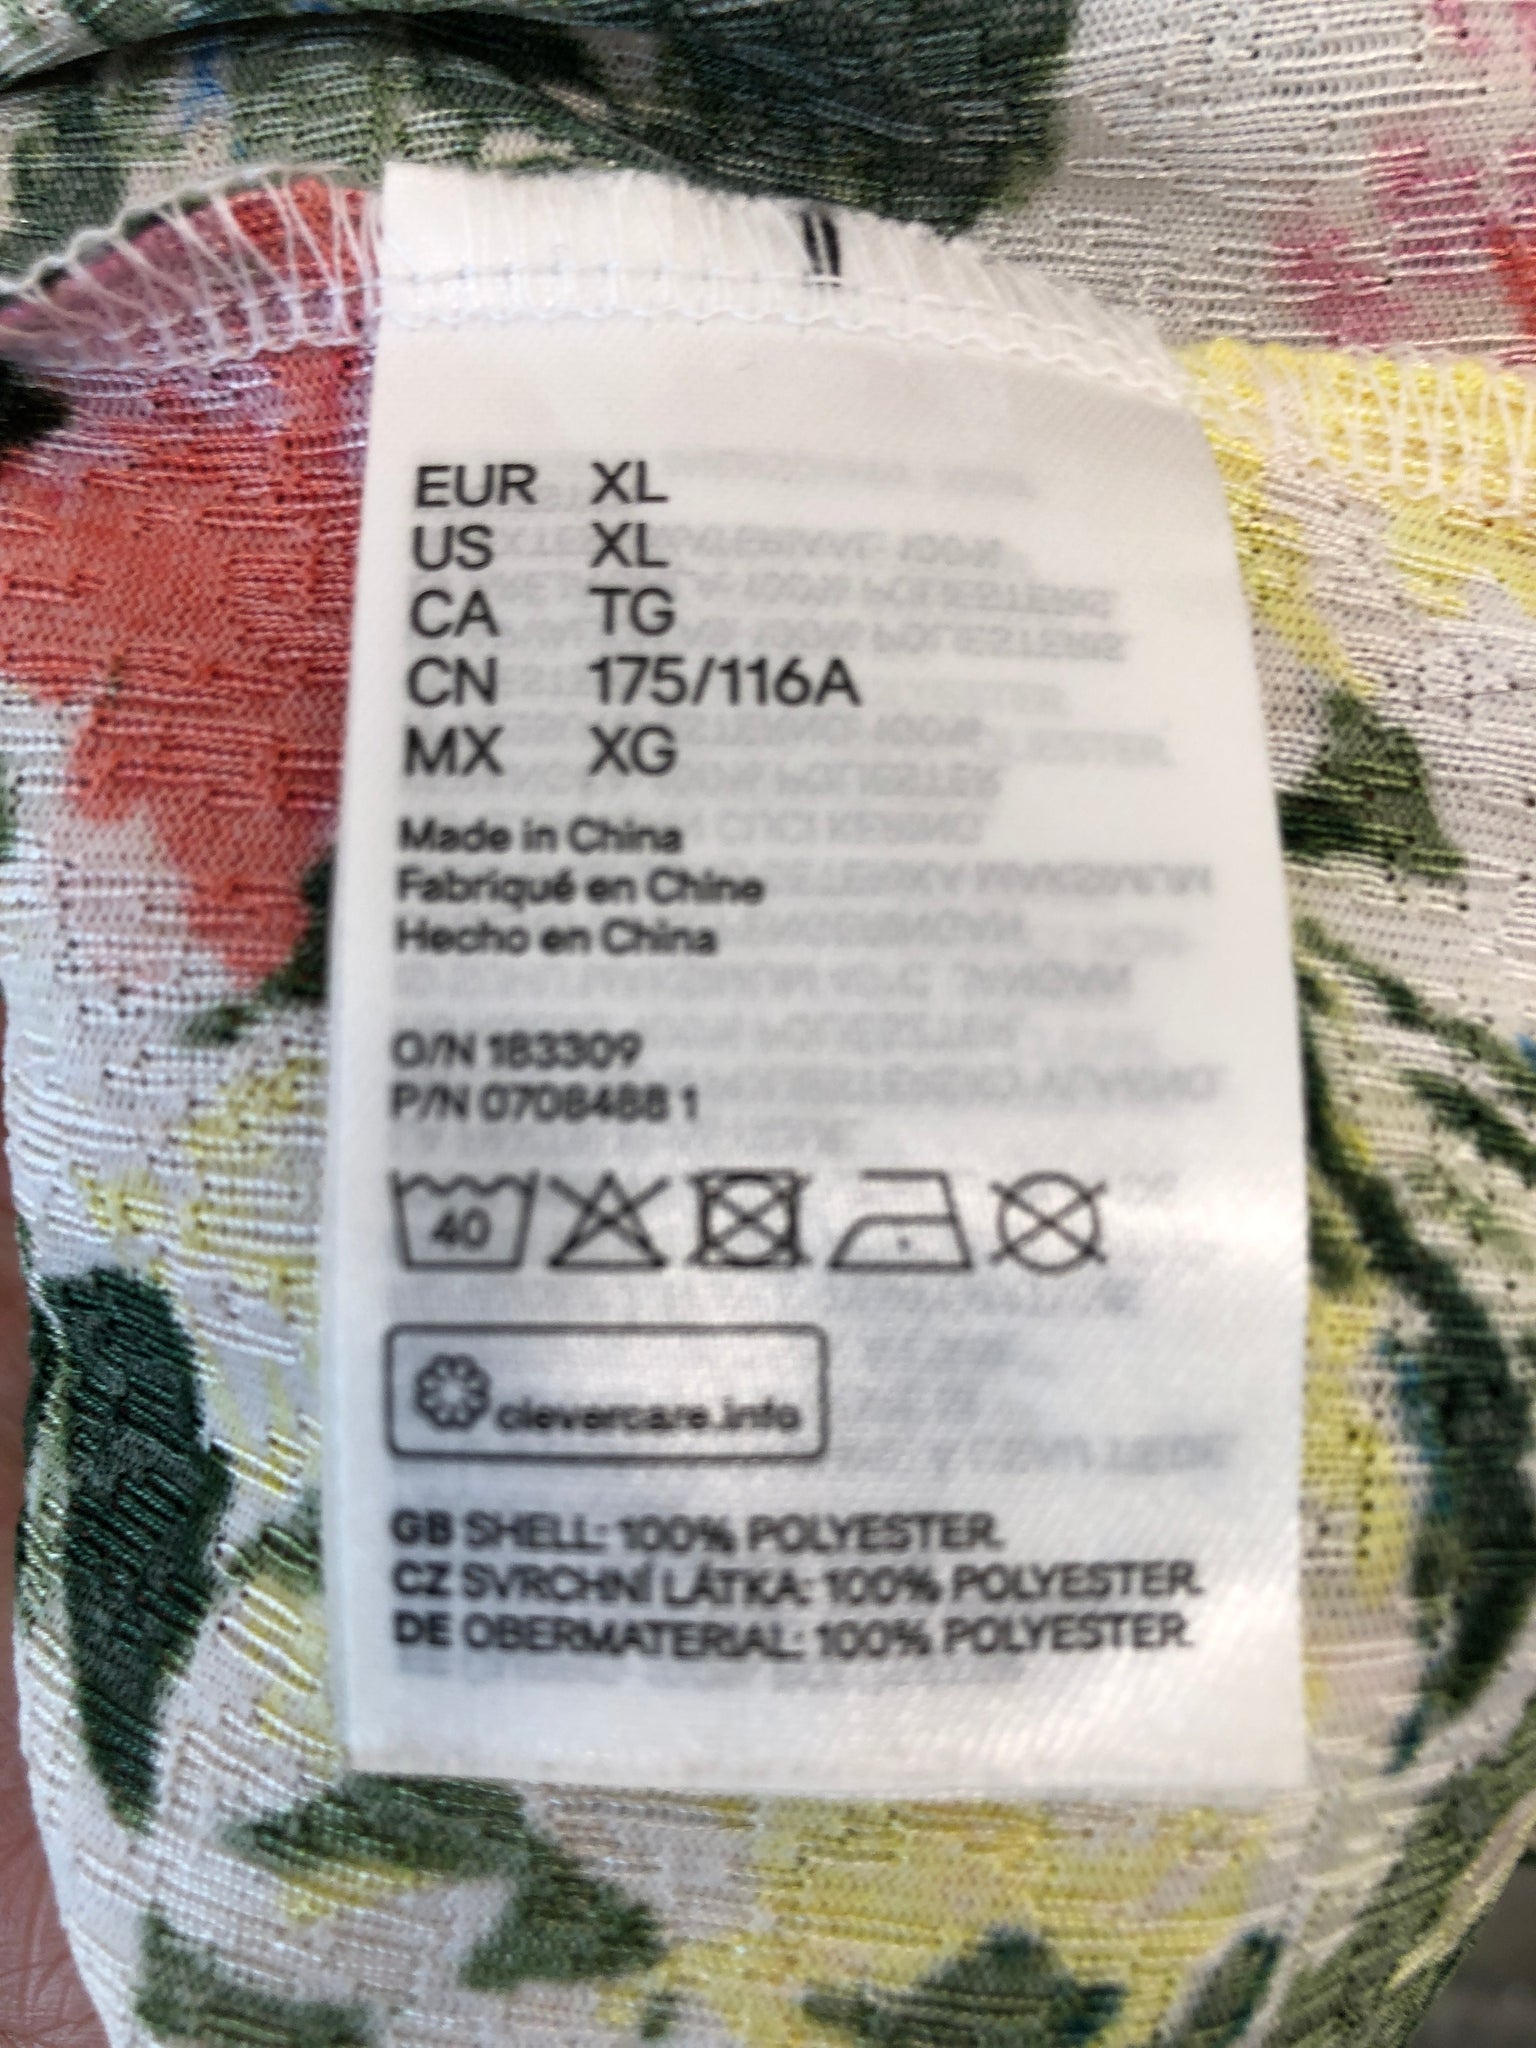 EUR XL
US XL
CA TG
CN 175/116A
MX XG
Made in China
Fabriqué en Chine
Hecho en China
O/N 183309
P/N 0708488 1
40
clevercare.info
GB SHELL: 100% POLYESTER.
CZ SVRCHNÍ LÁTKA: 100% POLYESTER.
DE OBERMATERIAL: 100% POLYESTER.